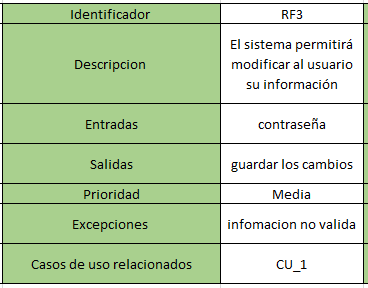 Identificador RF3
El sistema permitirá
Descripcion modificar al usuario
su información
Entradas contraseña
Salidas guardar los cambios
Prioridad Media
Excepciones infomacion no valida
Casos de uso relacionados CU_1